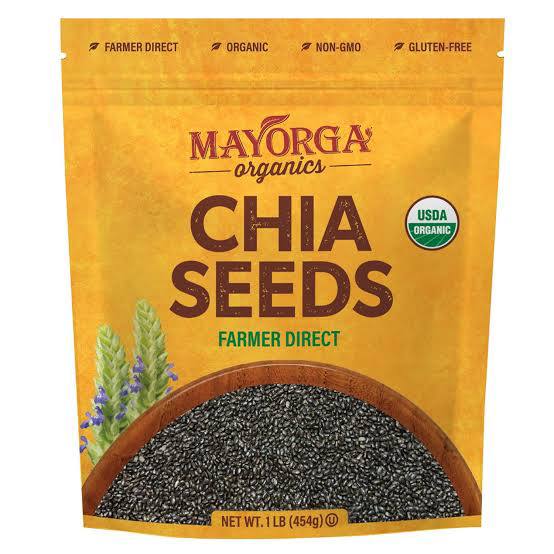 FARMER DIRECT
ORGANIC
NON-GMO
GLUTEN-FREE
MAYORGA
organics
CHIA
SEEDS
USDA
ORGANIC
FARMER DIRECT
NET WT. 1 LB (454g) U